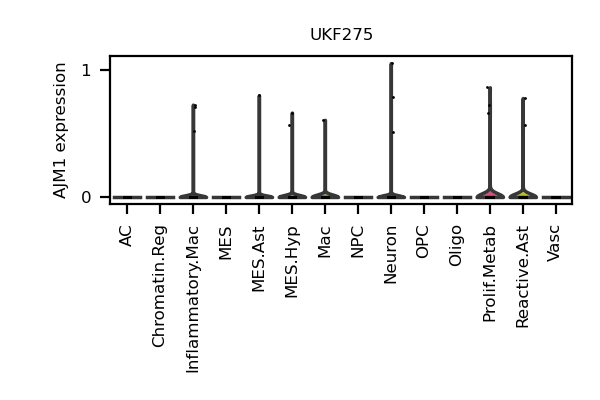 UKF275
AJM1 expression
1
0
AC
Chromatin.Reg
Inflammatory.Mac
MES
MES.Ast
MES.Hyp
Mac
NPC
Neuron
OPC
Oligo
Prolif.Metab
Reactive.Ast
Vasc